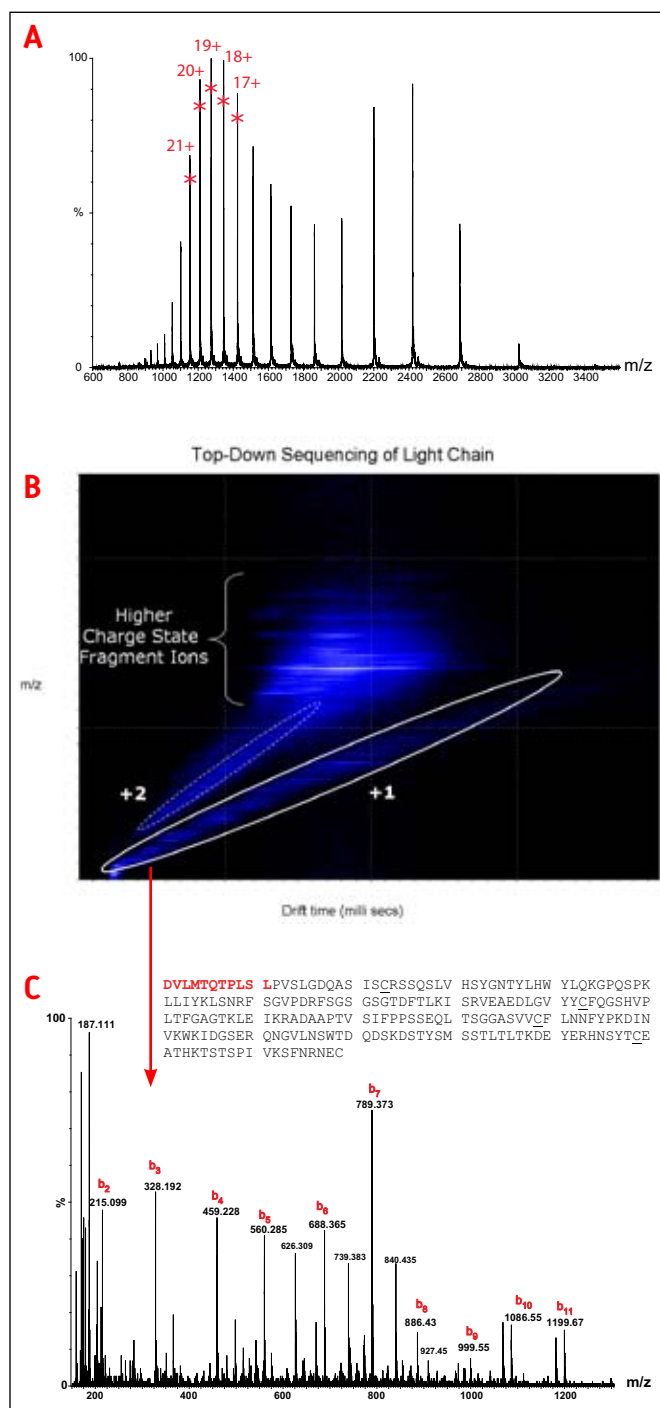 A
100
19+
18+
20+
17+
21+
%
0
600 800 1000 1200 1400 1600 1800 2000 2200 2400 2600 2800 3000 3200 3400 m/z
Top-Down Sequencing of Light Chain
B
Higher
Charge State
Fragment Ions
m/z
+2
+1
Drift time (milli secs)
C
DVLMTQTPLS LPVSLGDQAS ISCRSSQSLV HSYGNTYLHW YLQKGPQSPK
LLIYKLSNRF SGVPDRFSGS GSGTDFTLKI SRVEAEDLGV YYCFQGSHVP
LTFGAGTKLE IKRADAAPTV SIFPPSSEQL TSGGASVVCF LNNFYPKDIN
VKWKIDGSER QNGVLNSWTD QDSKDSTYSM SSTLTLTKDE YERHNSYTCE
ATHKTSTSPI VKSFNRNEC
100
187.111
b7
789.373
b3
328.192
b2
215.099
b4
459.228
b5
560.285
b6
688.365
%
626.309
739.383
840.435
b8
886.43
927.45
b9
999.55
b10
1086.55
b11
1199.67
0
200 400 600 800 1000 1200 m/z